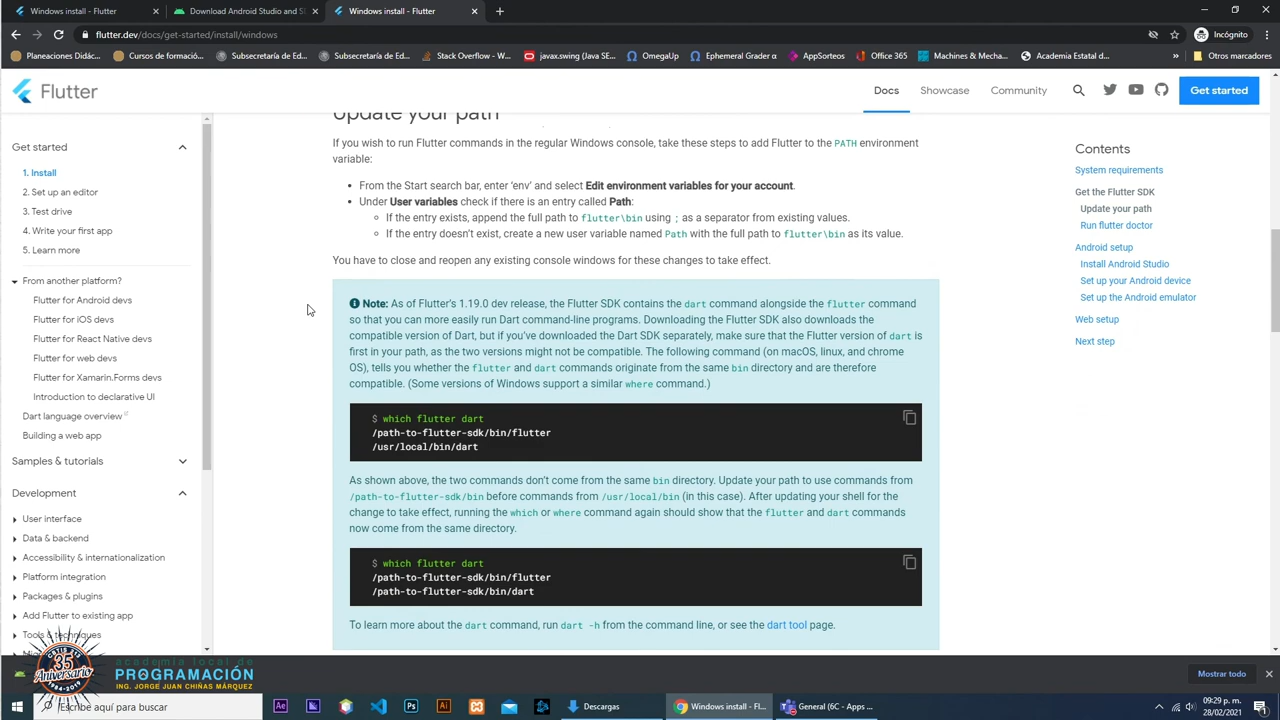 Windows install - Flutter
Download Android Studio and S
Windows install - Flutter
flutter.dev/docs/get-started/install/windows
Incógnito
Planeaciones Didác...
Cursos de formació...
Subsecretaría de Ed...
Subsecretaría de Ed...
Stack Overflow - W...
javax.swing (Java SE...
OmegaUp
Ephemeral Grader α
AppSorteos
Office 365
Machines & Mecha...
Academia Estatal d...
»
Otros marcadores
Flutter
Docs
Showcase
Community
Get started
Get started
1. Install
2. Set up an editor
3. Test drive
4. Write your first app
5. Learn more
From another platform?
Flutter for Android devs
Flutter for iOS devs
Flutter for React Native devs
Flutter for web devs
Flutter for Xamarin.Forms devs
Introduction to declarative UI
Dart language overview
Building a web app
Samples & tutorials
Development
User interface
Data & backend
Accessibility & internationalization
Platform integration
Packages & plugins
Add Flutter to existing app
Tools & techniques
Update your path
If you wish to run Flutter commands in the regular Windows console, take these steps to add Flutter to the PATH environment
variable:
• From the Start search bar, enter ‘env’ and select Edit environment variables for your account.
• Under User variables check if there is an entry called Path:
If the entry exists, append the full path to flutter\bin using ; as a separator from existing values.
If the entry doesn’t exist, create a new user variable named Path with the full path to flutter\bin as its value.
You have to close and reopen any existing console windows for these changes to take effect.
Note: As of Flutter’s 1.19.0 dev release, the Flutter SDK contains the dart command alongside the flutter command
so that you can more easily run Dart command-line programs. Downloading the Flutter SDK also downloads the
compatible version of Dart, but if you’ve downloaded the Dart SDK separately, make sure that the Flutter version of dart is
first in your path, as the two versions might not be compatible. The following command (on macOS, linux, and chrome
OS), tells you whether the flutter and dart commands originate from the same bin directory and are therefore
compatible. (Some versions of Windows support a similar where command.)
$ which flutter dart
/path-to-flutter-sdk/bin/flutter
/usr/local/bin/dart
As shown above, the two commands don’t come from the same bin directory. Update your path to use commands from
/path-to-flutter-sdk/bin before commands from /usr/local/bin (in this case). After updating your shell for the
change to take effect, running the which or where command again should show that the flutter and dart commands
now come from the same directory.
$ which flutter dart
/path-to-flutter-sdk/bin/flutter
/path-to-flutter-sdk/bin/dart
To learn more about the dart command, run dart -h from the command line, or see the dart tool page.
Contents
System requirements
Get the Flutter SDK
Update your path
Run flutter doctor
Android setup
Install Android Studio
Set up your Android device
Set up the Android emulator
Web setup
Next step
35
Aniversario
1984-2019
academia local de
PROGRAMACIÓN
ING. JORGE JUAN CHIÑAS MÁRQUEZ
Mostrar todo
Escribe aquí para buscar
Ae
Ps
Ai
Descargas
Windows install - Fl...
General (6C - Apps ...
09:29 p. m.
28/02/2021